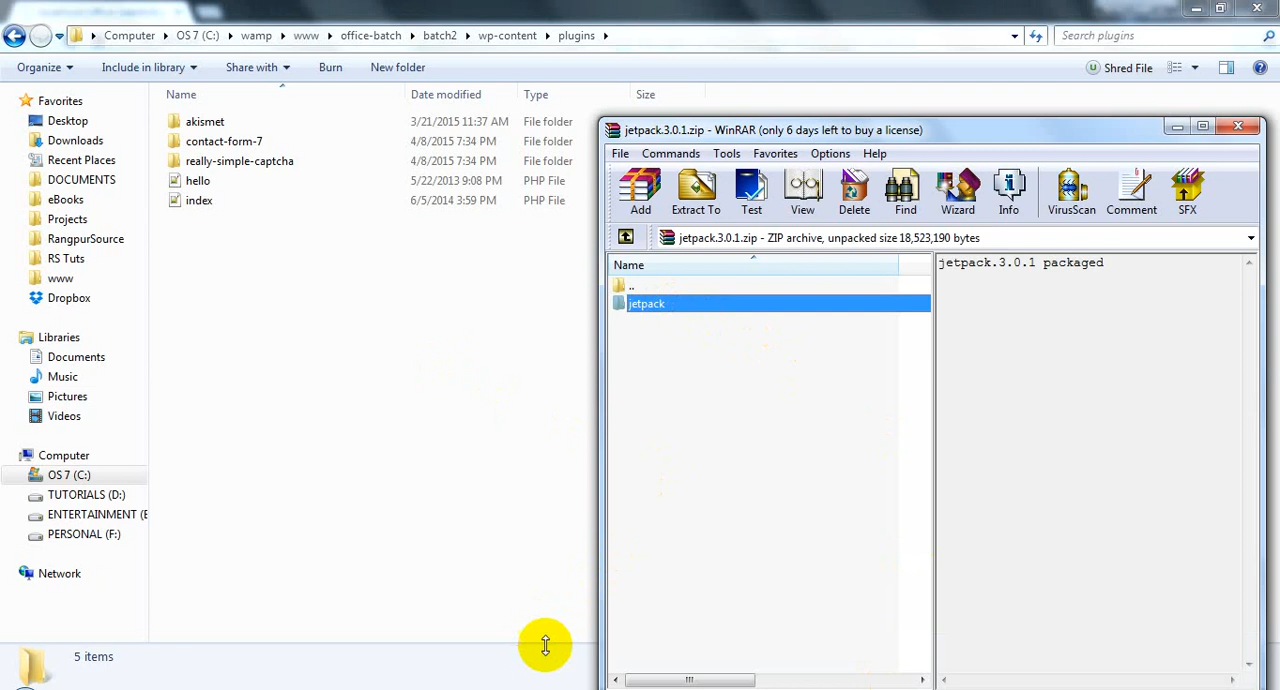 Computer OS 7 (C:) wamp www office-batch batch2 wp-content plugins
Search plugins
Organize Include in library Share with Burn New folder
Shred File
Favorites
Desktop
Downloads
Recent Places
DOCUMENTS
eBooks
Projects
RangpurSource
RS Tuts
www
Dropbox
Libraries
Documents
Music
Pictures
Videos
Computer
OS 7 (C:)
TUTORIALS (D:)
ENTERTAINMENT (E
PERSONAL (F:)
Network
Name Date modified Type Size
akismet 3/21/2015 11:37 AM File folder
contact-form-7 4/8/2015 7:34 PM File folder
really-simple-captcha 4/8/2015 7:34 PM File folder
hello 5/22/2013 9:08 PM PHP File
index 6/5/2014 3:59 PM PHP File
5 items
jetpack.3.0.1.zip - WinRAR (only 6 days left to buy a license)
File Commands Tools Favorites Options Help
Add Extract To Test View Delete Find Wizard Info VirusScan Comment SFX
jetpack.3.0.1.zip - ZIP archive, unpacked size 18,523,190 bytes
Name
..
jetpack
jetpack.3.0.1 packaged